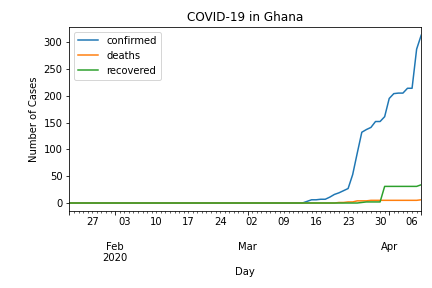 COVID-19 in Ghana
confirmed
deaths
recovered
Number of Cases
300
250
200
150
100
50
0
27 03 10 17 24 02 09 16 23 30 06
Feb Mar Apr
2020
Day